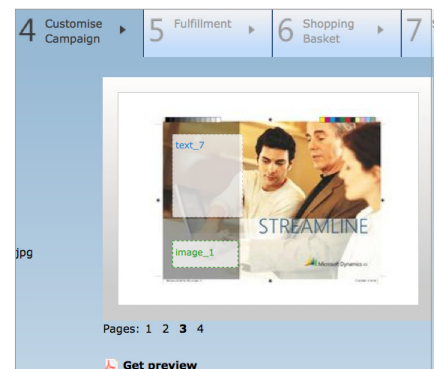 4 Customise Campaign
5 Fulfillment
6 Shopping Basket
7
text_7
STREAMLINE
image_1
Microsoft Dynamics
jpg
Pages: 1 2 3 4
Get preview